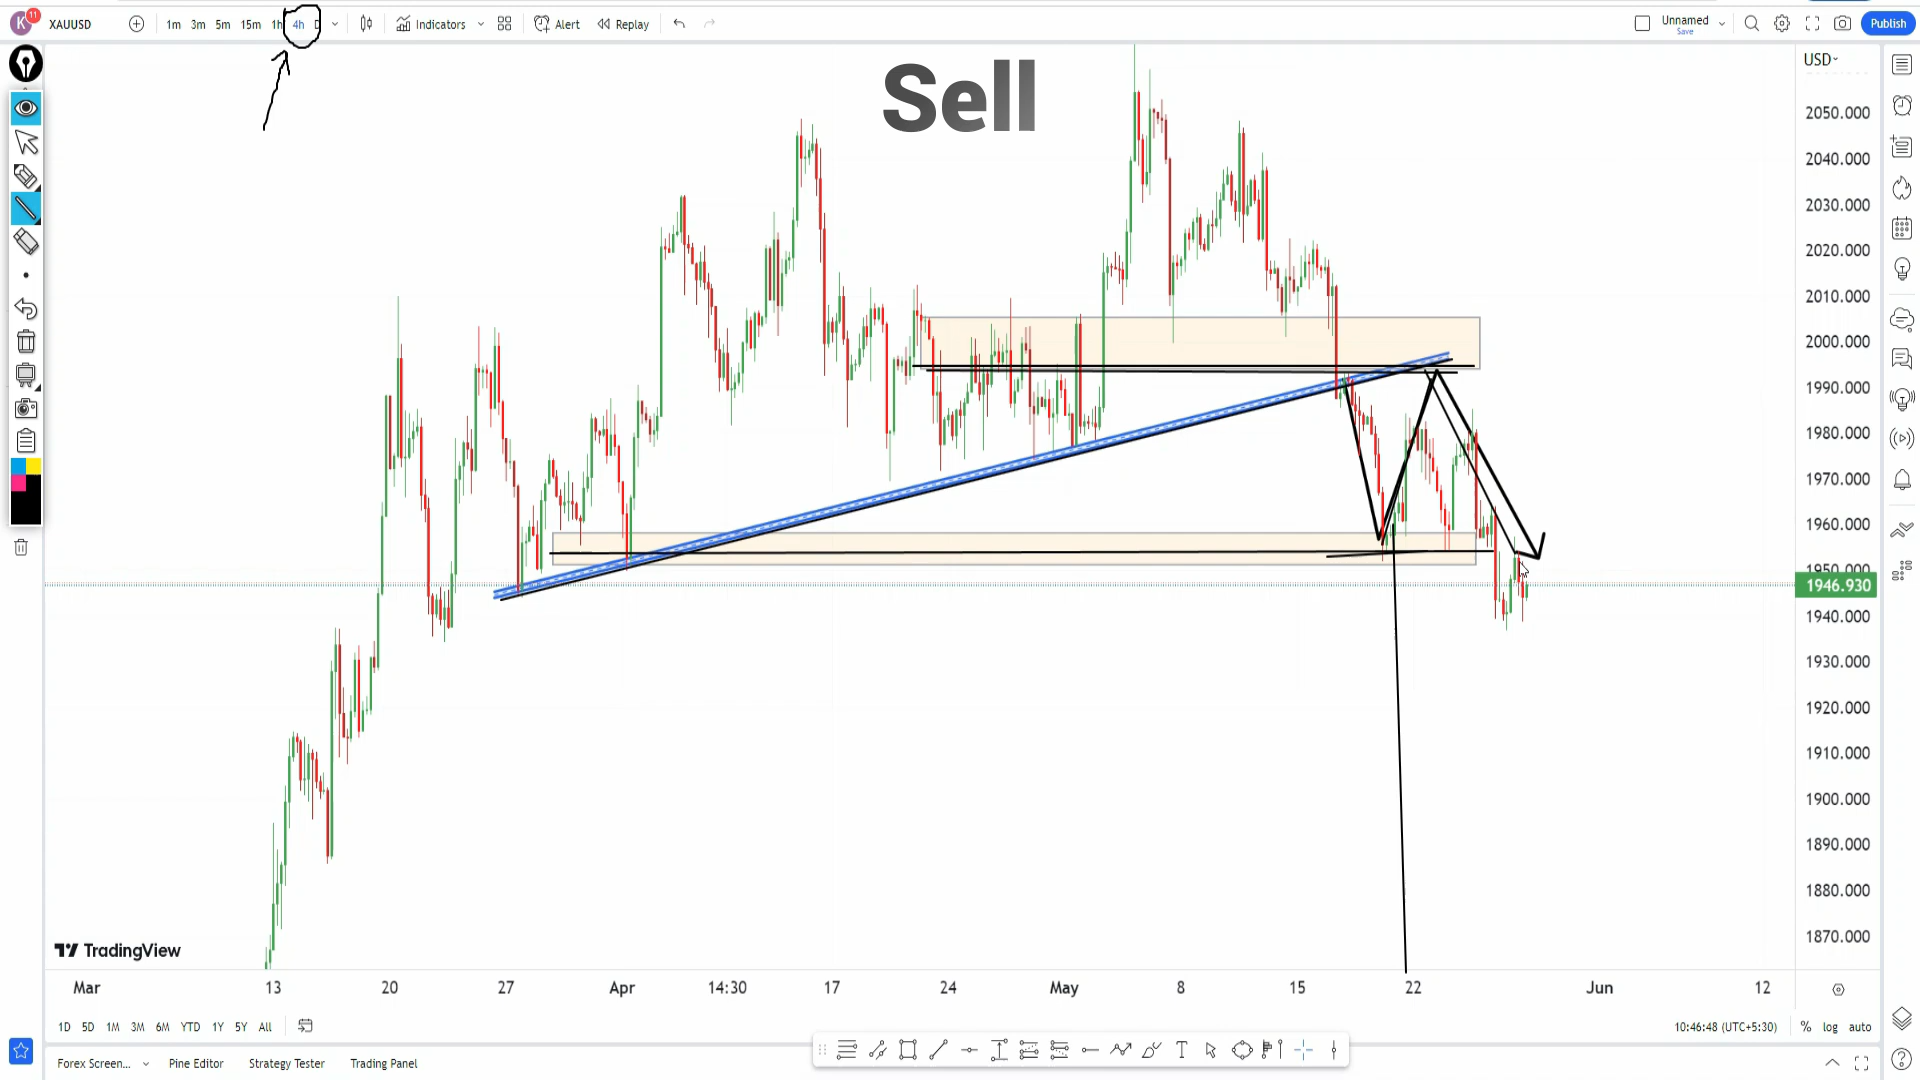 K 11 XAUUSD 1m 3m 5m 15m 1h 4h Indicators Alert Replay Unnamed Save Publish
Sell
USD
2050.000
2040.000
2030.000
2020.000
2010.000
2000.000
1990.000
1980.000
1970.000
1960.000
1950.000
1946.930
1940.000
1930.000
1920.000
1910.000
1900.000
1890.000
1880.000
1870.000
TradingView
Mar 13 20 27 Apr 14:30 17 24 May 8 15 22 Jun 12
1D 5D 1M 3M 6M YTD 1Y 5Y All 10:46:48 (UTC+5:30) % log auto
Forex Screen... Pine Editor Strategy Tester Trading Panel